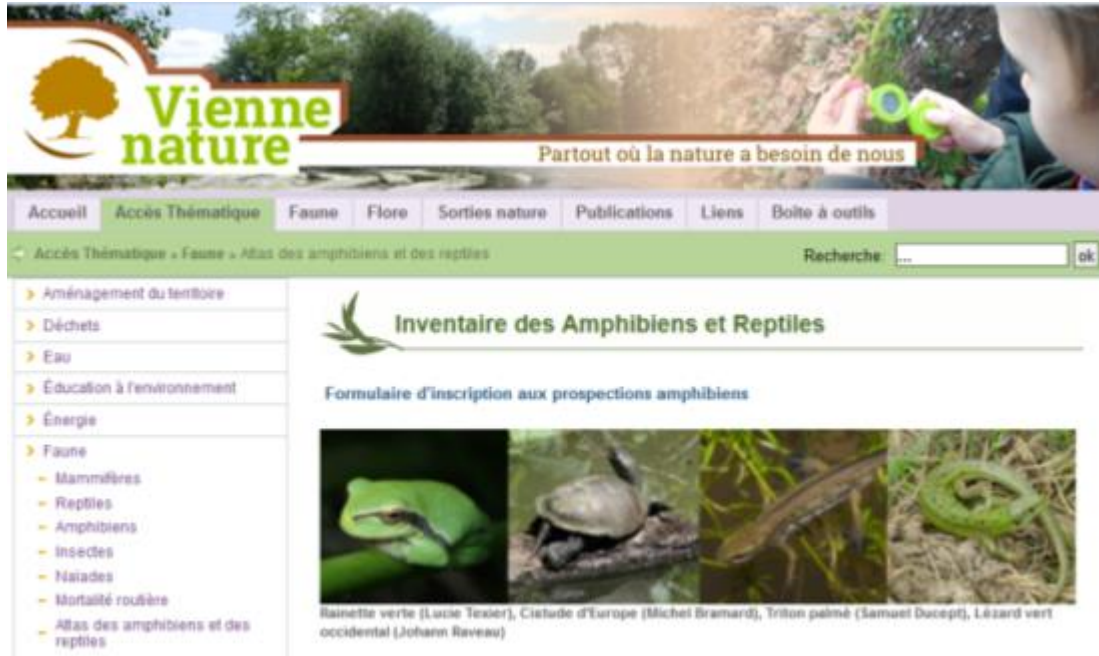 Vienne
nature
Partout où la nature a besoin de nous
Accueil Accès Thématique Faune Flore Sorties nature Publications Liens Boîte à outils
Accès Thématique » Faune » Atlas des amphibiens et des reptiles Recherche: ... ok
Aménagement du territoire
Déchets
Eau
Éducation à l'environnement
Énergie
Faune
Mammifères
Reptiles
Amphibiens
Insectes
Naïades
Mortalité routière
Atlas des amphibiens et des
reptiles
Inventaire des Amphibiens et Reptiles
Formulaire d'inscription aux prospections amphibiens
Rainette verte (Lucie Texier), Cistude d'Europe (Michel Bramard), Triton palmé (Samuel Ducept), Lézard vert
occidental (Johann Raveau)